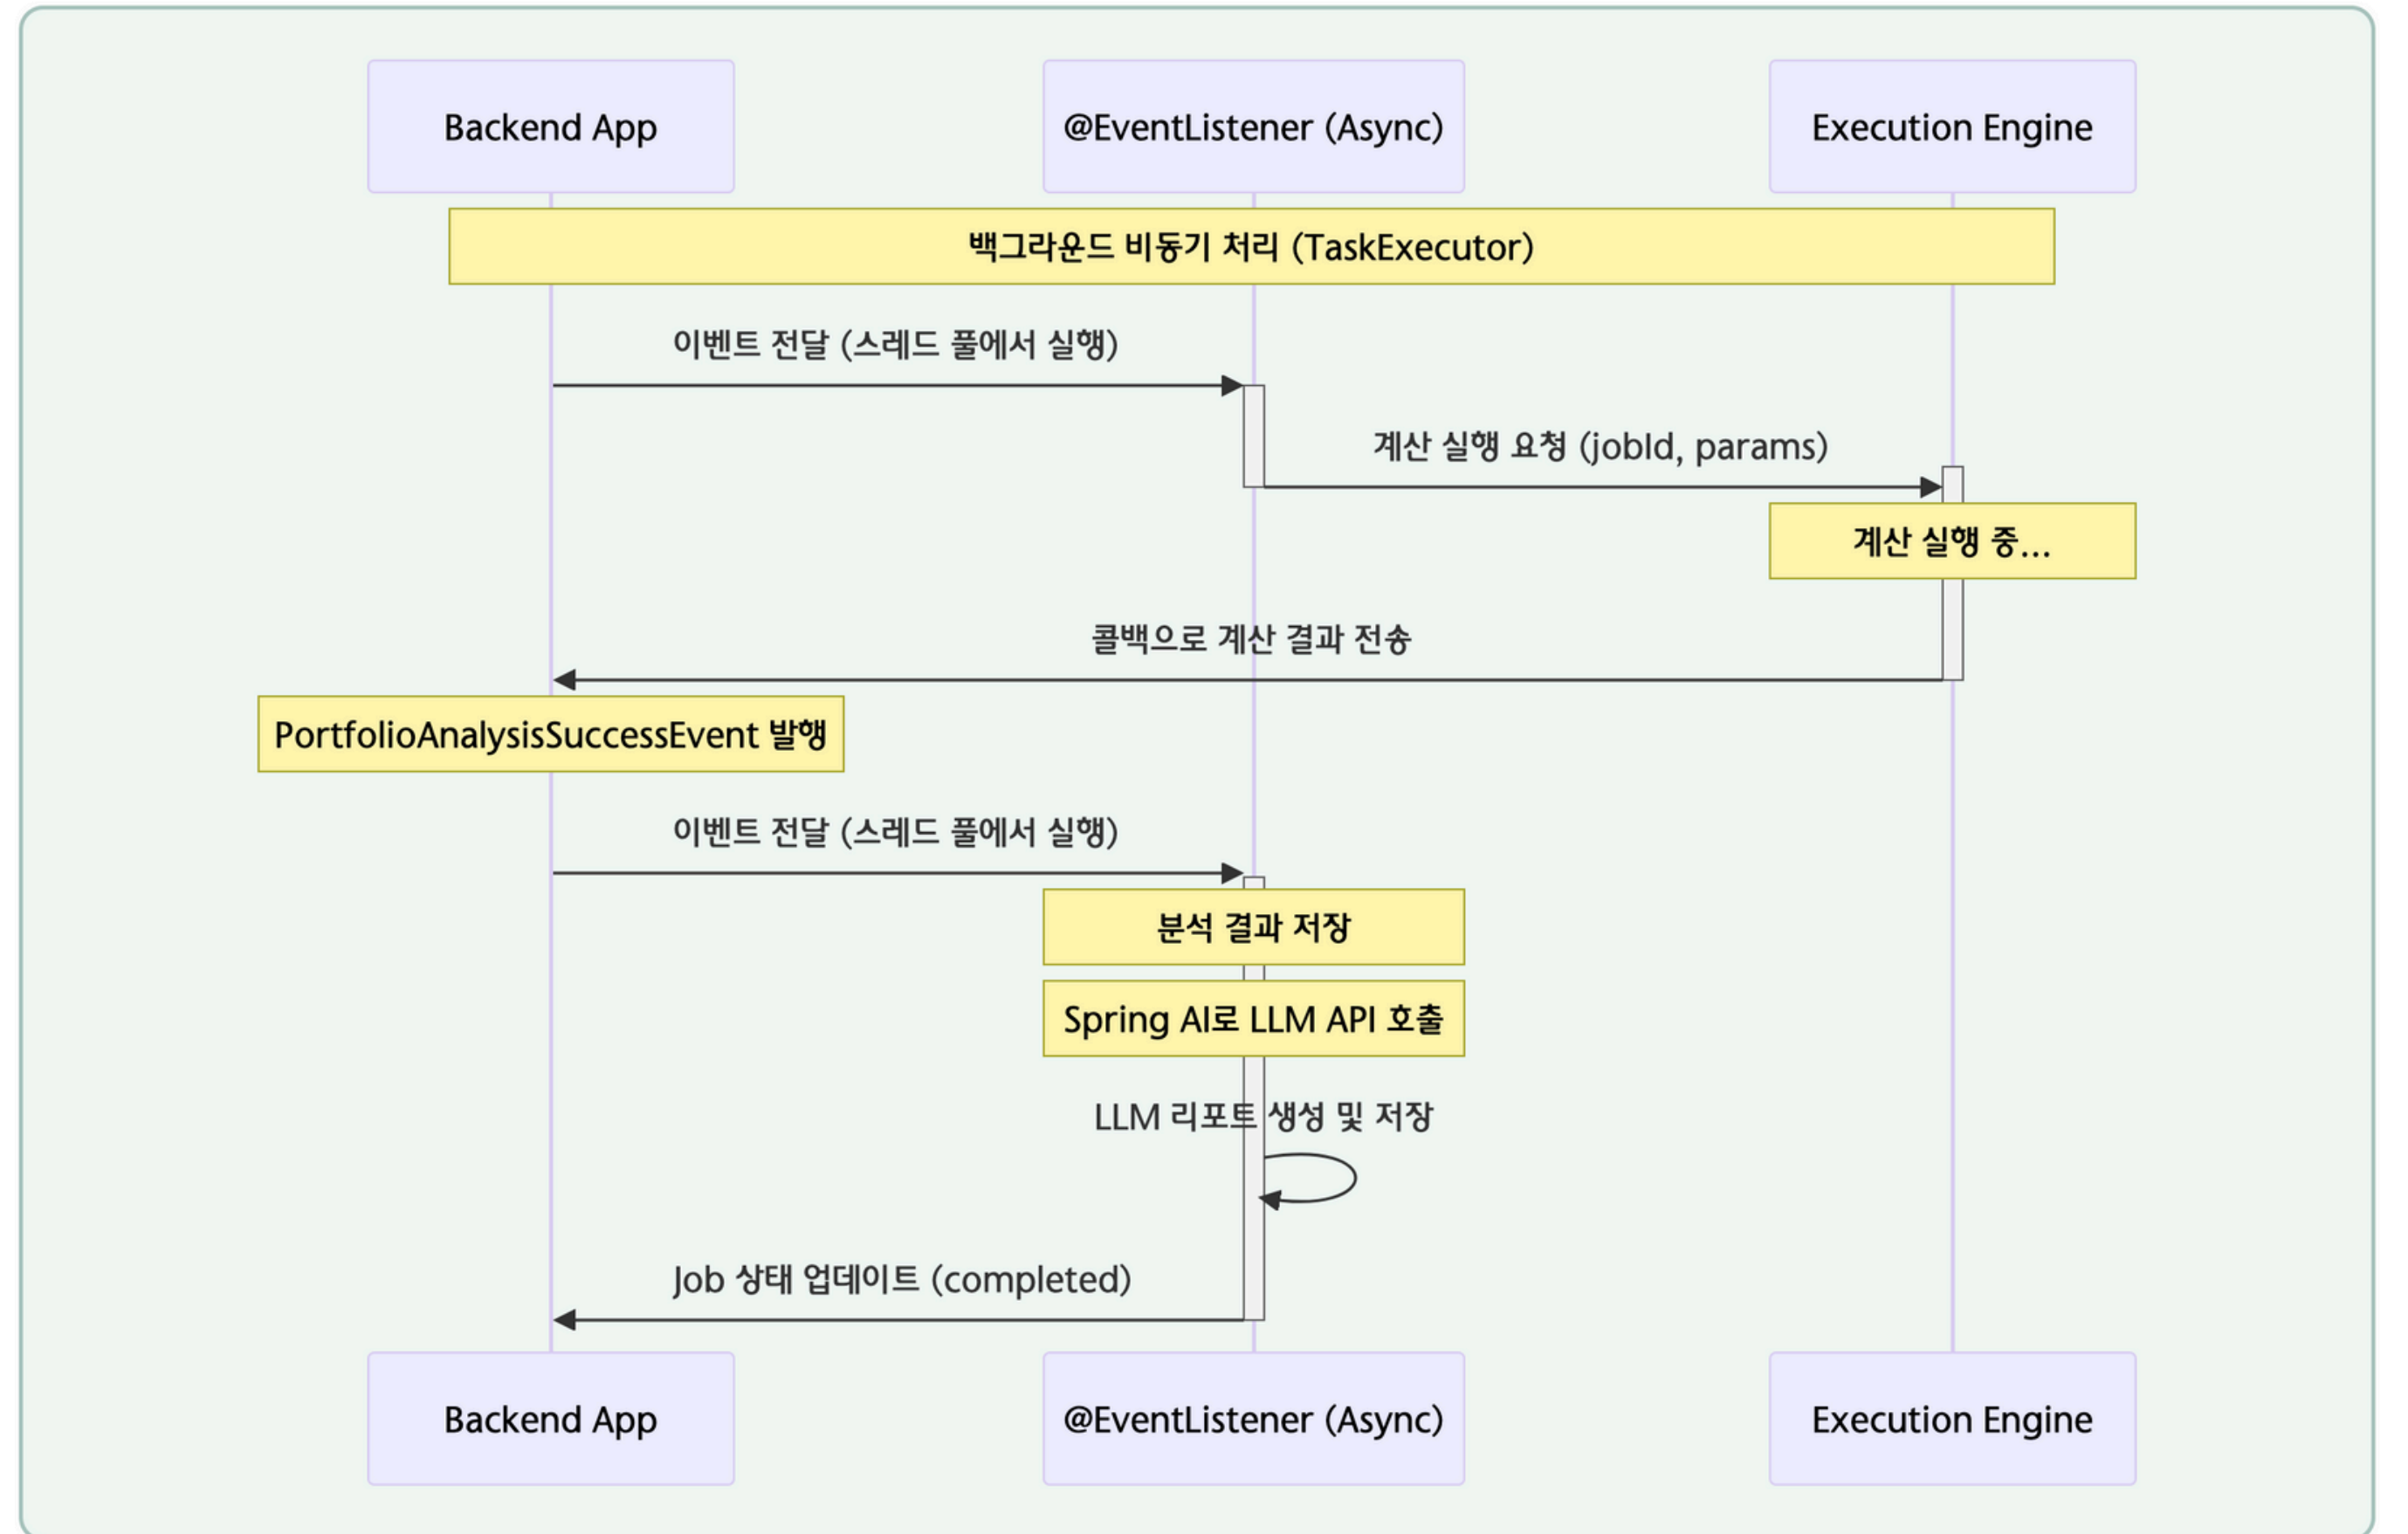 Backend App
@EventListener (Async)
Execution Engine
백그라운드 비동기 처리 (TaskExecutor)
이벤트 전달 (스레드 풀에서 실행)
계산 실행 요청 (jobId, params)
계산 실행 중...
콜백으로 계산 결과 전송
PortfolioAnalysisSuccessEvent 발행
이벤트 전달 (스레드 풀에서 실행)
분석 결과 저장
Spring AI로 LLM API 호출
LLM 리포트 생성 및 저장
Job 상태 업데이트 (completed)
Backend App
@EventListener (Async)
Execution Engine